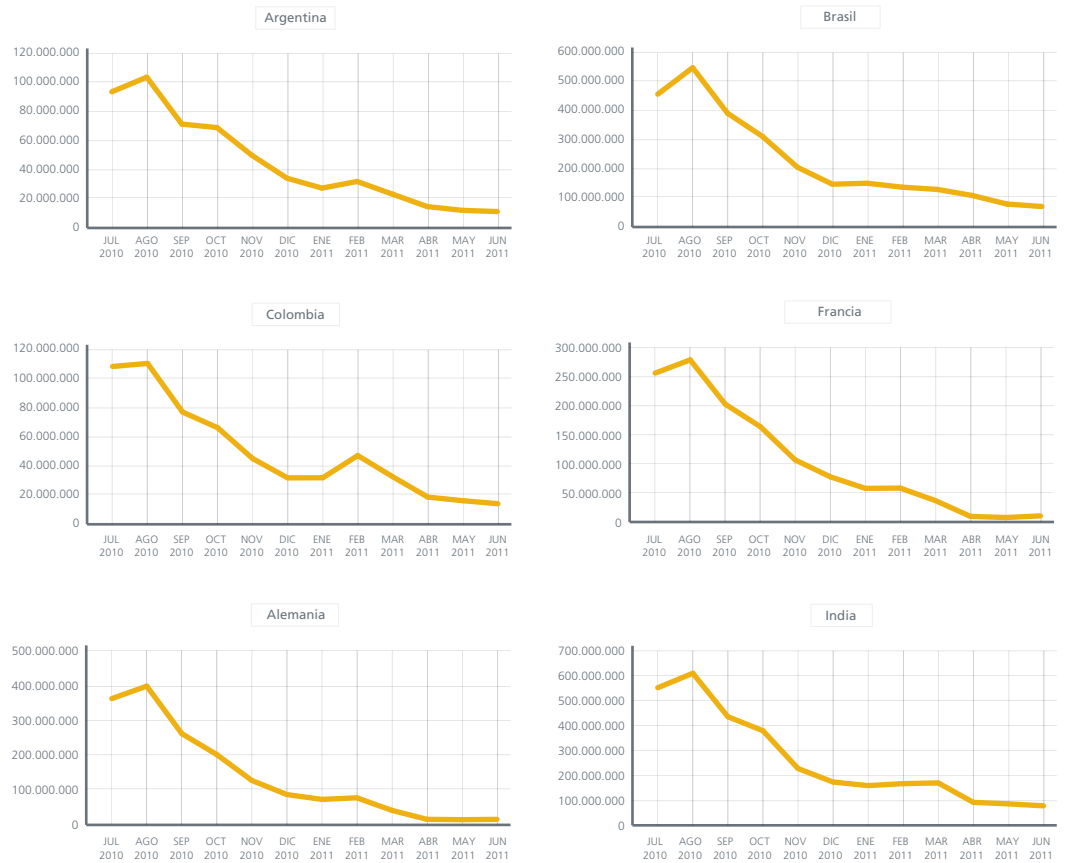 Argentina
120.000.000
100.000.000
80.000.000
60.000.000
40.000.000
20.000.000
0
JUL AGO SEP OCT NOV DIC ENE FEB MAR ABR MAY JUN
2010 2010 2010 2010 2010 2010 2011 2011 2011 2011 2011 2011
Brasil
600.000.000
500.000.000
400.000.000
300.000.000
200.000.000
100.000.000
0
JUL AGO SEP OCT NOV DIC ENE FEB MAR ABR MAY JUN
2010 2010 2010 2010 2010 2010 2011 2011 2011 2011 2011 2011
Colombia
120.000.000
100.000.000
80.000.000
60.000.000
40.000.000
20.000.000
0
JUL AGO SEP OCT NOV DIC ENE FEB MAR ABR MAY JUN
2010 2010 2010 2010 2010 2010 2011 2011 2011 2011 2011 2011
Francia
300.000.000
250.000.000
200.000.000
150.000.000
100.000.000
50.000.000
0
JUL AGO SEP OCT NOV DIC ENE FEB MAR ABR MAY JUN
2010 2010 2010 2010 2010 2010 2011 2011 2011 2011 2011 2011
Alemania
500.000.000
400.000.000
300.000.000
200.000.000
100.000.000
0
JUL AGO SEP OCT NOV DIC ENE FEB MAR ABR MAY JUN
2010 2010 2010 2010 2010 2010 2011 2011 2011 2011 2011 2011
India
700.000.000
600.000.000
500.000.000
400.000.000
300.000.000
200.000.000
100.000.000
0
JUL AGO SEP OCT NOV DIC ENE FEB MAR ABR MAY JUN
2010 2010 2010 2010 2010 2010 2011 2011 2011 2011 2011 2011